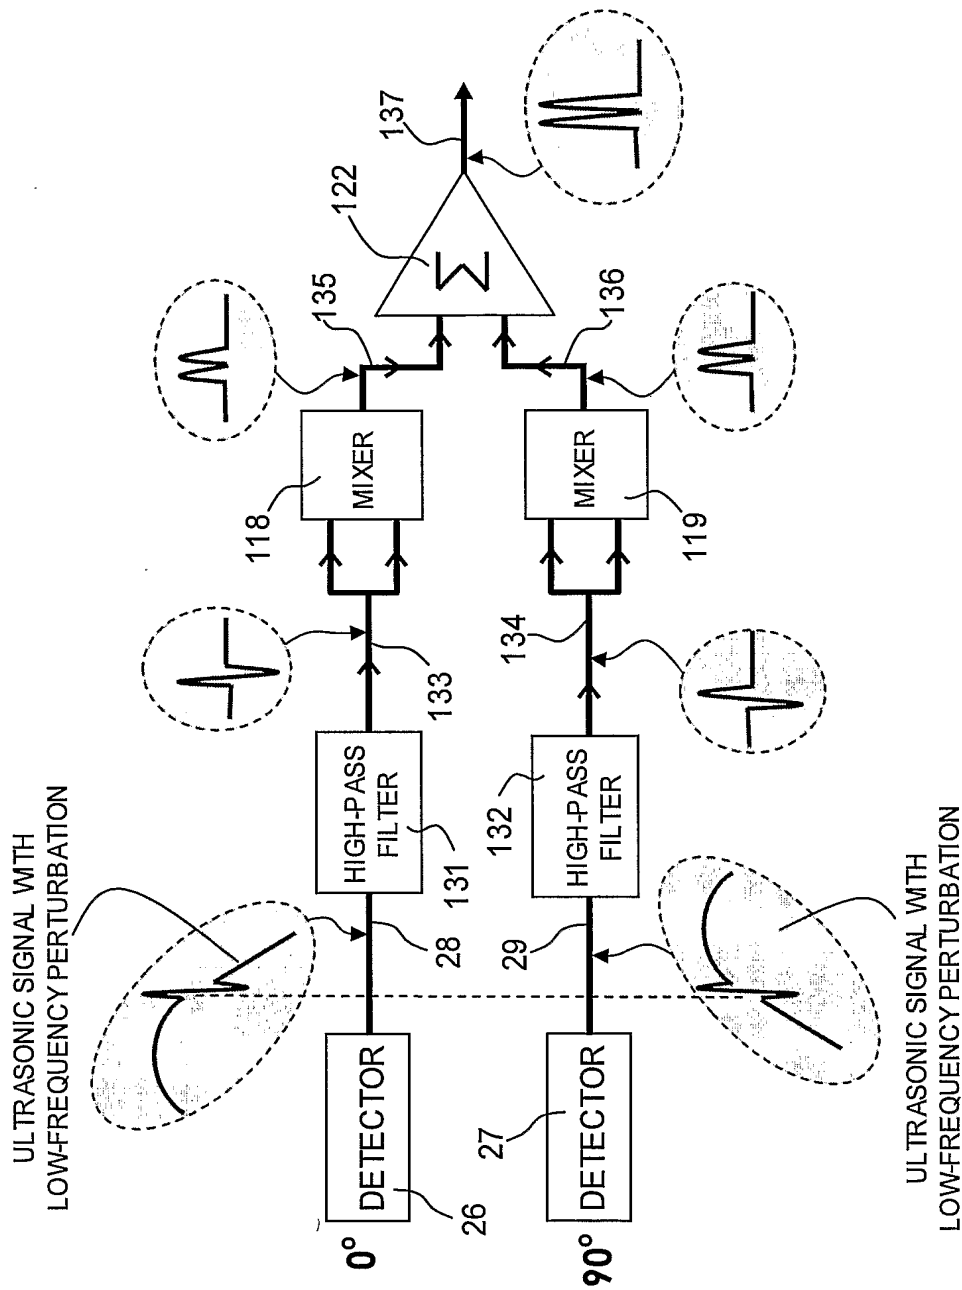 ULTRASONIC SIGNAL WITH
LOW-FREQUENCY PERTURBATION
0°
DETECTOR
26
28
HIGH-PASS
FILTER
131
133
118
MIXER
135
122
Σ
137
90°
DETECTOR
27
29
HIGH-PASS
FILTER
132
134
MIXER
119
136
ULTRASONIC SIGNAL WITH
LOW-FREQUENCY PERTURBATION